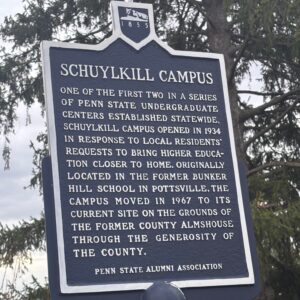 1855
SCHUYLKILL CAMPUS
ONE OF THE FIRST TWO IN A SERIES
OF PENN STATE UNDERGRADUATE
CENTERS ESTABLISHED STATEWIDE,
SCHUYLKILL CAMPUS OPENED IN 1934
IN RESPONSE TO LOCAL RESIDENTS'
REQUESTS TO BRING HIGHER EDUCA-
TION CLOSER TO HOME. ORIGINALLY
LOCATED IN THE FORMER BUNKER
HILL SCHOOL IN POTTSVILLE, THE
CAMPUS MOVED IN 1967 TO ITS
CURRENT SITE ON THE GROUNDS OF
THE FORMER COUNTY ALMSHOUSE
THROUGH THE GENEROSITY OF
THE COUNTY.
PENN STATE ALUMNI ASSOCIATION